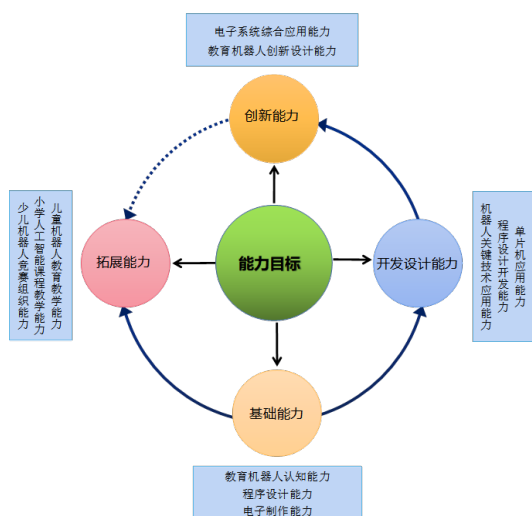 电子系统综合应用能力
教育机器人创新设计能力
创新能力
儿童机器人教育教学能力
小学人工智能课程教学能力
少儿机器人竞赛组织能力
拓展能力
能力目标
开发设计能力
单片机应用能力
程序设计开发能力
机器人关键技术应用能力
基础能力
教育机器人认知能力
程序设计能力
电子制作能力